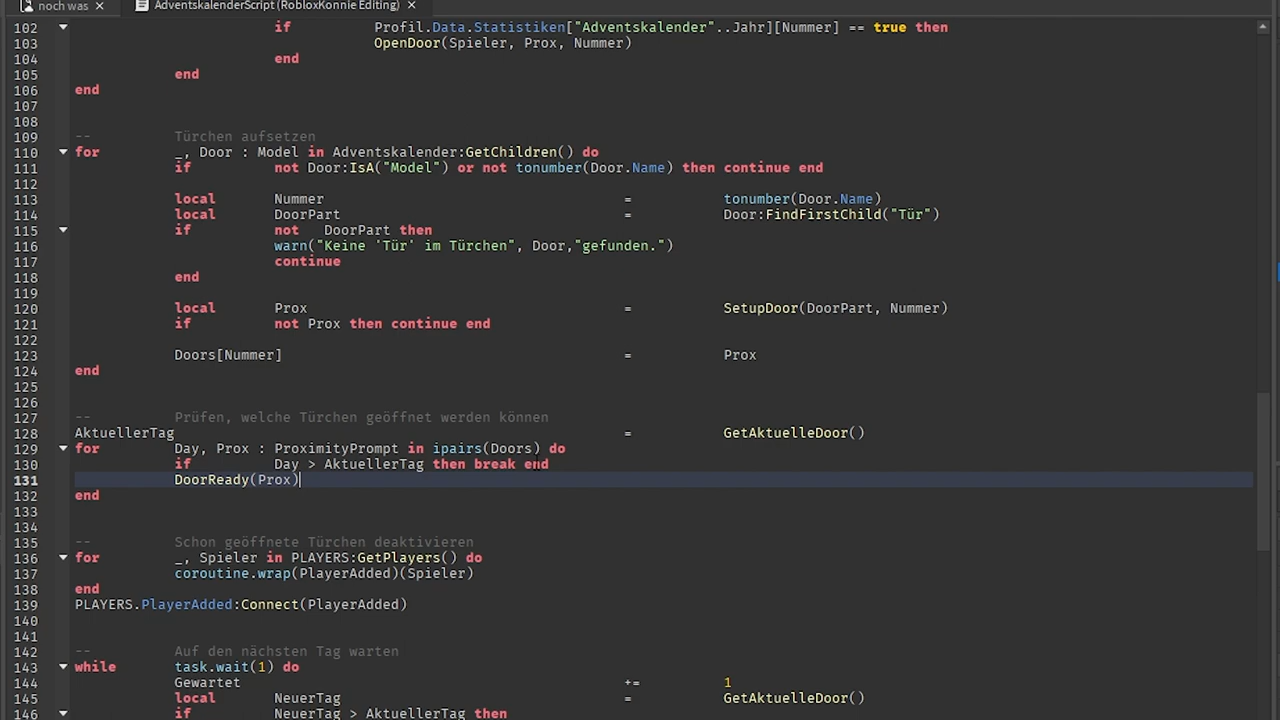 noch was ×
AdventskalenderScript (RobloxKonnie Editing) ×
102 if Profil.Data.Statistiken["Adventskalender"..Jahr][Nummer] == true then
103 OpenDoor(Spieler, Prox, Nummer)
104 end
105 end
106 end
107
108
109 -- Türchen aufsetzen
110 for _, Door : Model in Adventskalender:GetChildren() do
111 if not Door:IsA("Model") or not tonumber(Door.Name) then continue end
112
113 local Nummer = tonumber(Door.Name)
114 local DoorPart = Door:FindFirstChild("Tür")
115 if not DoorPart then
116 warn("Keine 'Tür' im Türchen", Door,"gefunden.")
117 continue
118 end
119
120 local Prox = SetupDoor(DoorPart, Nummer)
121 if not Prox then continue end
122
123 Doors[Nummer] = Prox
124 end
125
126
127 -- Prüfen, welche Türchen geöffnet werden können
128 AktuellerTag = GetAktuelleDoor()
129 for Day, Prox : ProximityPrompt in ipairs(Doors) do
130 if Day > AktuellerTag then break end
131 DoorReady(Prox)
132 end
133
134
135 -- Schon geöffnete Türchen deaktivieren
136 for _, Spieler in PLAYERS:GetPlayers() do
137 coroutine.wrap(PlayerAdded)(Spieler)
138 end
139 PLAYERS.PlayerAdded:Connect(PlayerAdded)
140
141
142 -- Auf den nächsten Tag warten
143 while task.wait(1) do
144 Gewartet += 1
145 local NeuerTag = GetAktuelleDoor()
146 if NeuerTag > AktuellerTag then